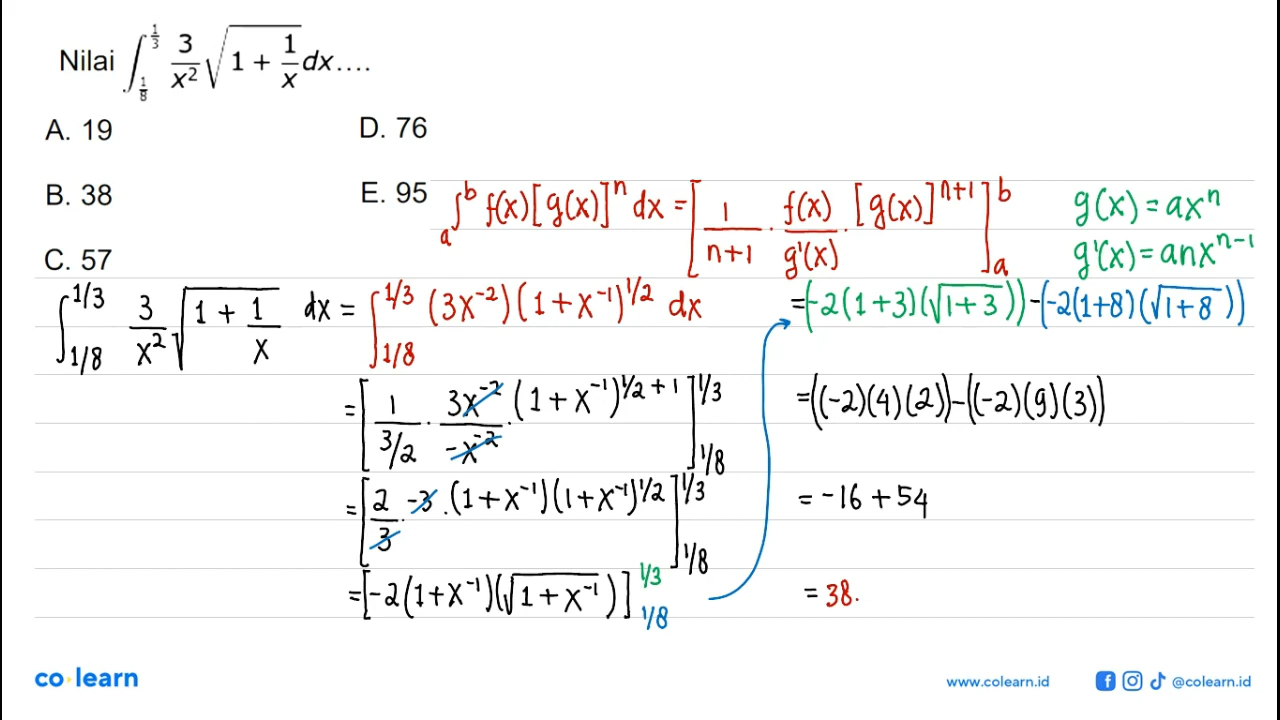 Nilai ∫_{1/8}^{1/3} 3/x² √(1 + 1/x) dx....
A. 19
D. 76
B. 38
E. 95
C. 57
ₐ∫ᵇ f(x)[g(x)]ⁿ dx = [1/(n+1) · f(x)/g'(x) · [g(x)]ⁿ⁺¹]ₐᵇ
g(x) = axⁿ
g'(x) = anxⁿ⁻¹
∫_{1/8}^{1/3} 3/x² √(1 + 1/x) dx = ∫_{1/8}^{1/3} (3x⁻²)(1 + x⁻¹)^{1/2} dx
= [1/(3/2) · 3x⁻²/-x⁻² · (1 + x⁻¹)^{1/2 + 1}]_{1/8}^{1/3}
= [2/3 · -3 · (1 + x⁻¹)(1 + x⁻¹)^{1/2}]_{1/8}^{1/3}
= [-2(1 + x⁻¹)(√(1 + x⁻¹))]_{1/8}^{1/3}
= (-2(1+3)(√(1+3))) - (-2(1+8)(√(1+8)))
= ((-2)(4)(2)) - ((-2)(9)(3))
= -16 + 54
= 38.
co learn
www.colearn.id
@colearn.id